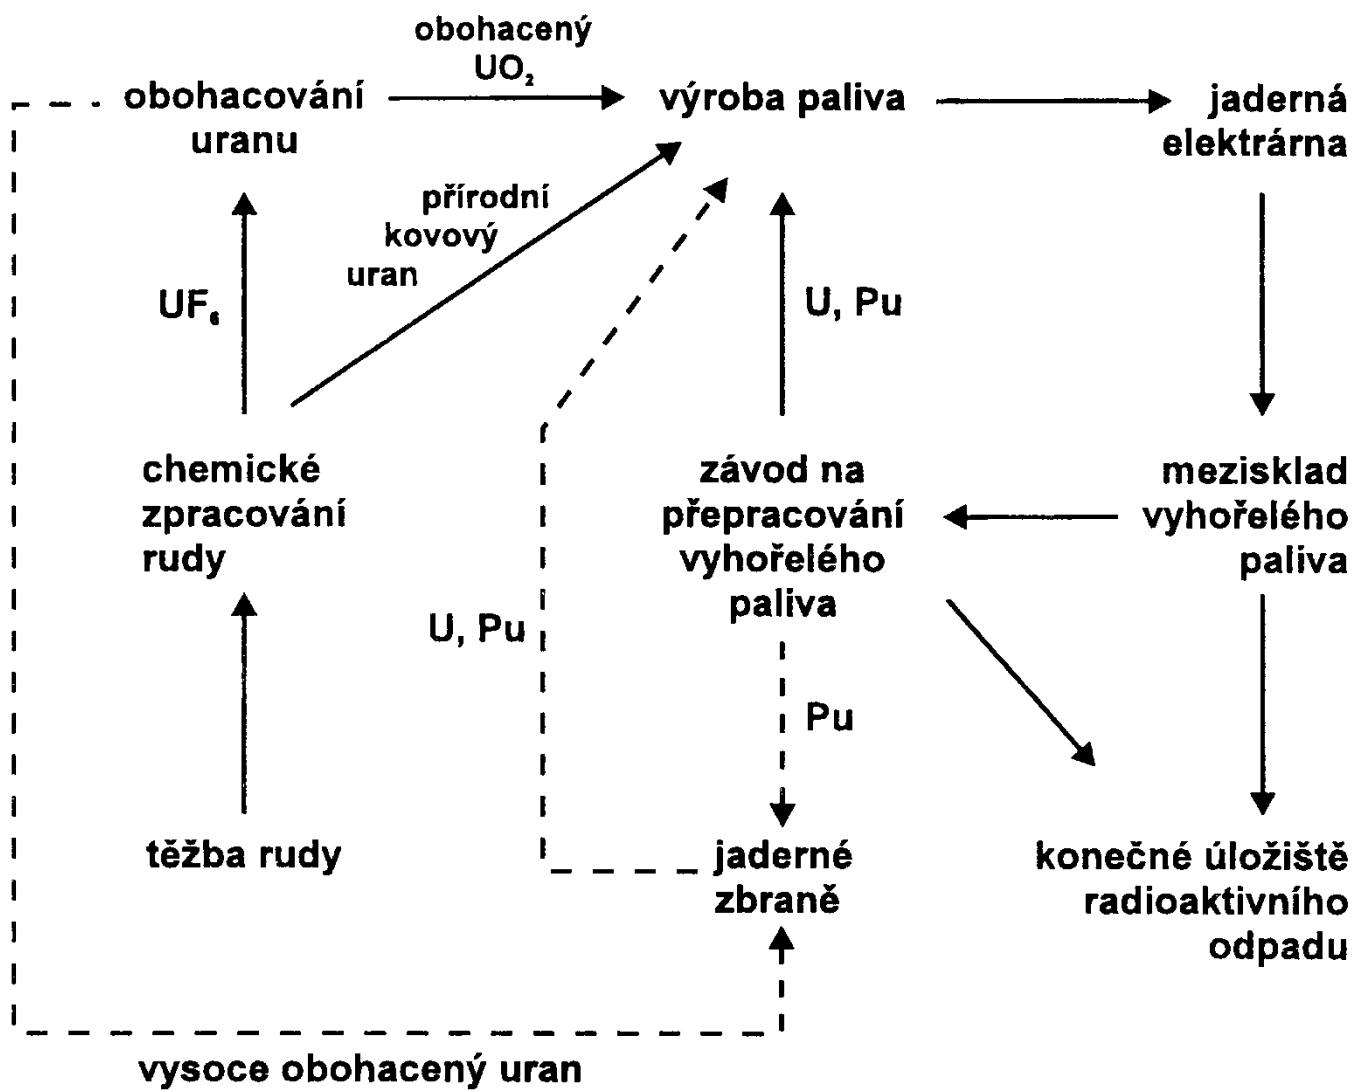 obohacený
UO₂
obohacování
uranu
výroba paliva
jaderná
elektrárna
přírodní
kovový
uran
UF₆
U, Pu
chemické
zpracování
rudy
závod na
přepracování
vyhořelého
paliva
mezisklad
vyhořelého
paliva
U, Pu
Pu
těžba rudy
jaderné
zbraně
konečné úložiště
radioaktivního
odpadu
vysoce obohacený uran